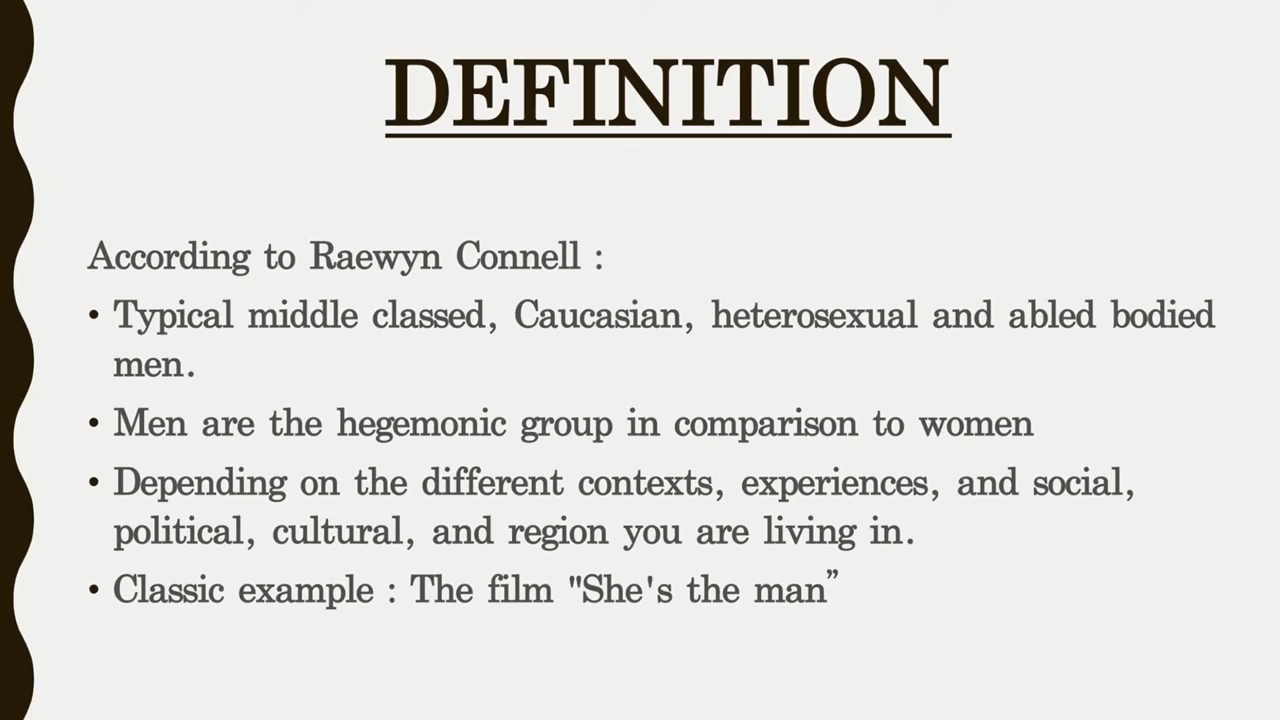 DEFINITION
According to Raewyn Connell :
• Typical middle classed, Caucasian, heterosexual and abled bodied
men.
• Men are the hegemonic group in comparison to women
• Depending on the different contexts, experiences, and social,
political, cultural, and region you are living in.
• Classic example : The film "She's the man”